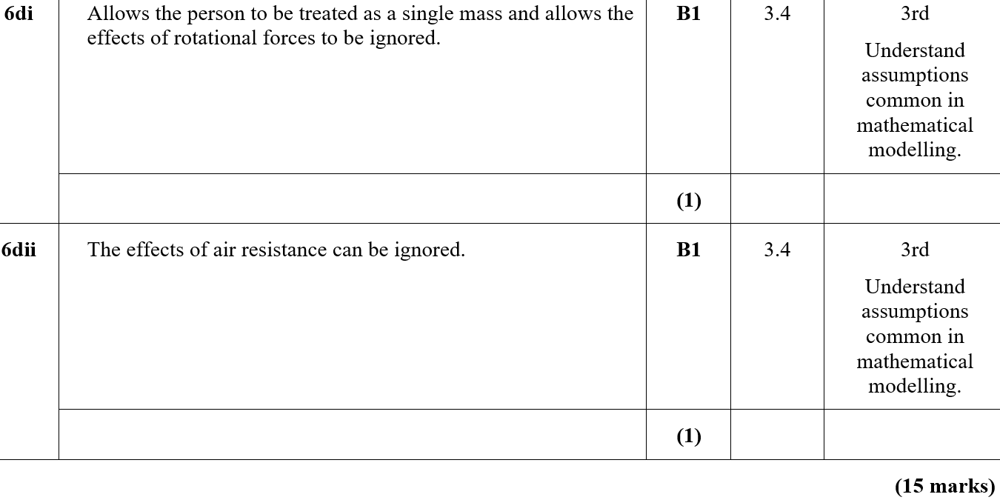 6di Allows the person to be treated as a single mass and allows the B1 3.4 3rd
effects of rotational forces to be ignored.
Understand
assumptions
common in
mathematical
modelling.
(1)
6dii The effects of air resistance can be ignored. B1 3.4 3rd
Understand
assumptions
common in
mathematical
modelling.
(1)
(15 marks)